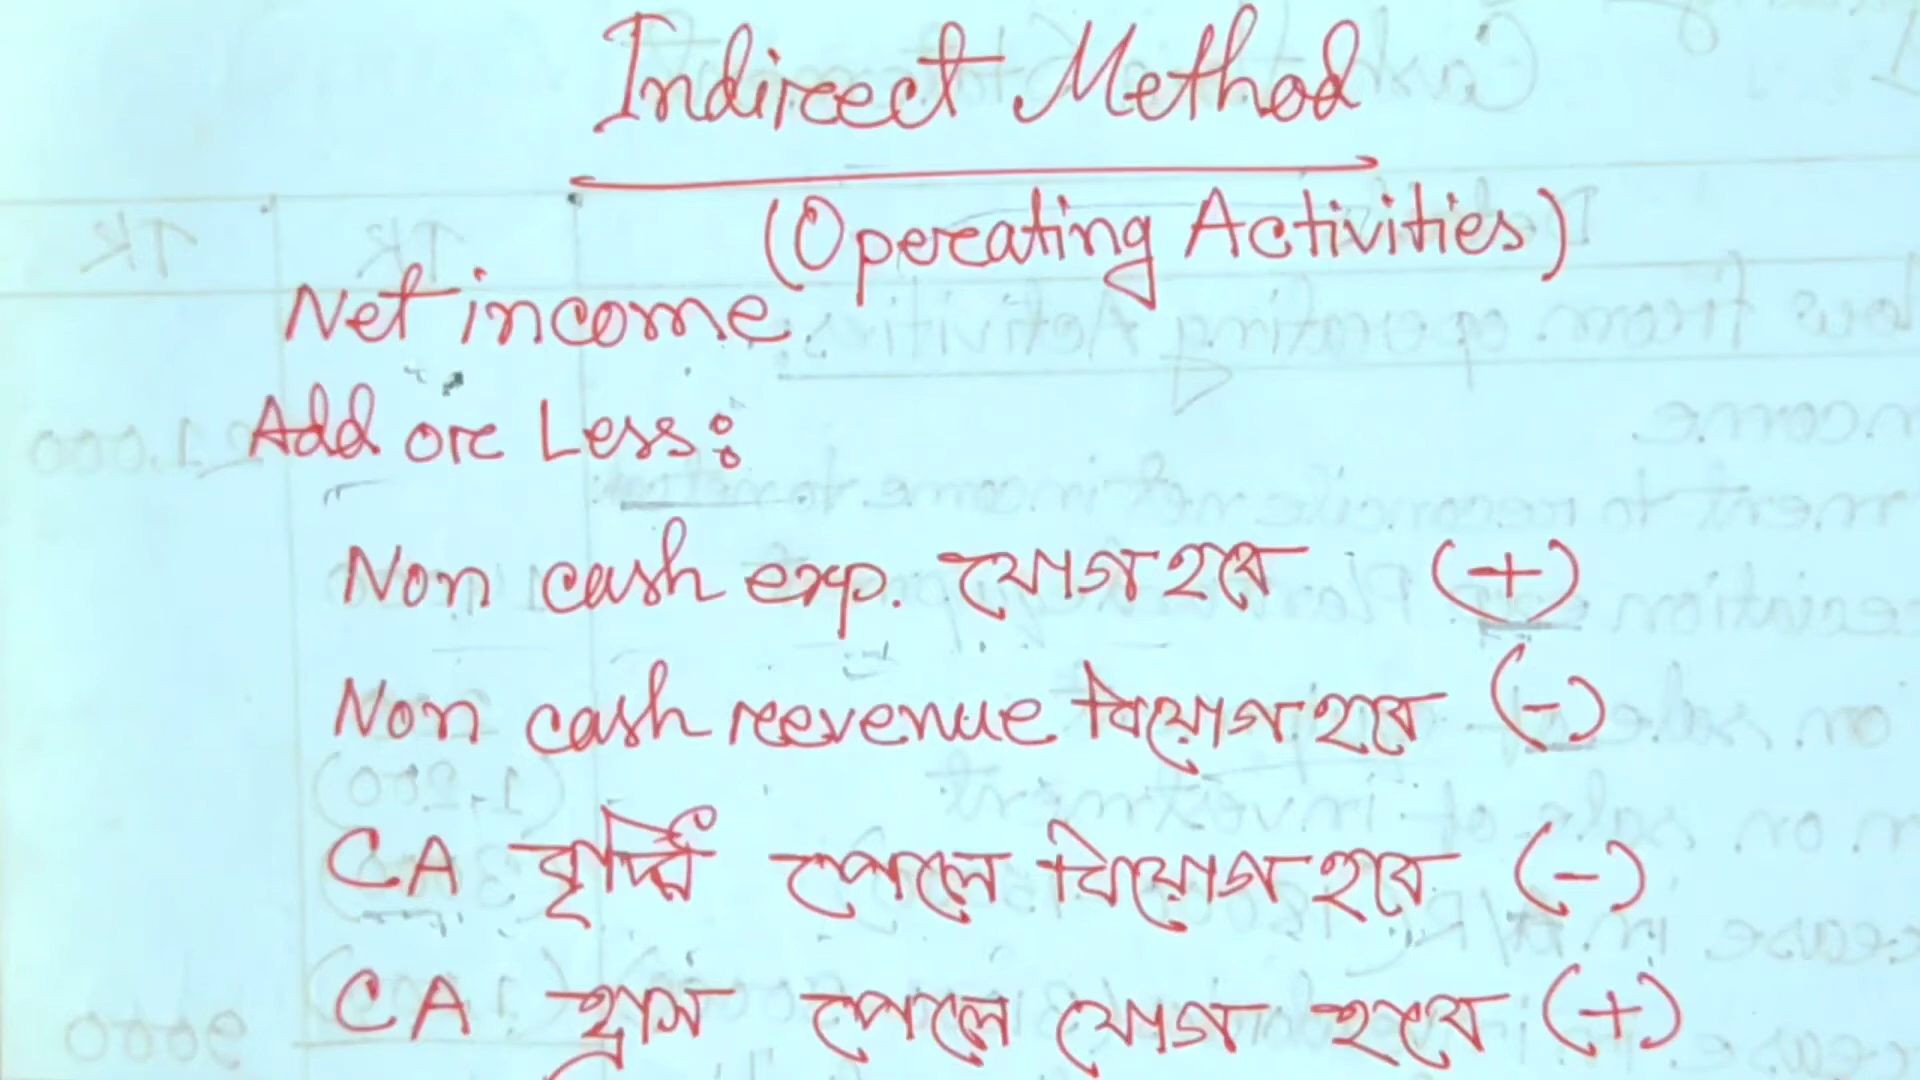 Indirect Method
(Operating Activities)
Net income
Add or Less:
Non cash exp. যোগ হবে (+)
Non cash revenue বিয়োগ হবে (-)
CA বৃদ্ধি পেলে বিয়োগ হবে (-)
CA হ্রাস পেলে যোগ হবে (+)